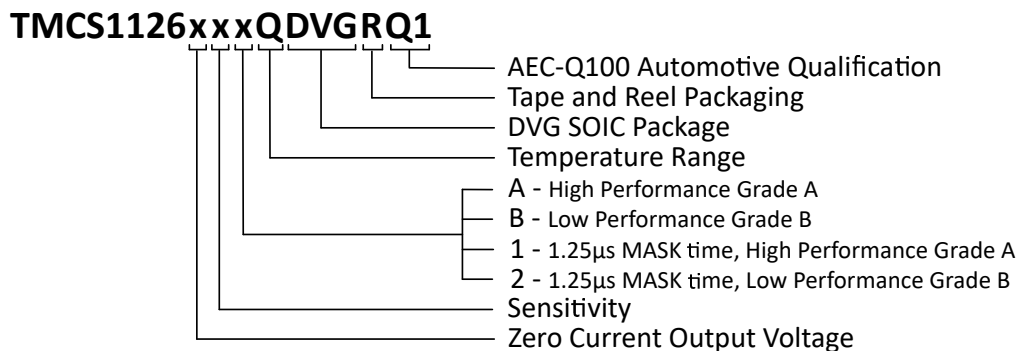 TMCS1126xxxQDVGRQ1
AEC-Q100 Automotive Qualification
Tape and Reel Packaging
DVG SOIC Package
Temperature Range
A - High Performance Grade A
B - Low Performance Grade B
1 - 1.25µs MASK time, High Performance Grade A
2 - 1.25µs MASK time, Low Performance Grade B
Sensitivity
Zero Current Output Voltage